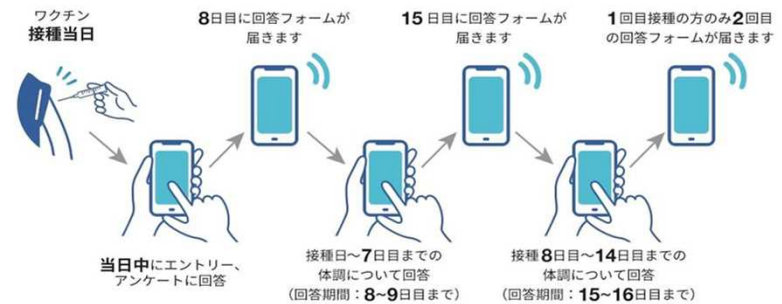 ワクチン
接種当日
8日目に回答フォームが
届きます
15日目に回答フォームが
届きます
1回目接種の方のみ2回目
の回答フォームが届きます
当日中にエントリー、
アンケートに回答
接種日～7日目までの
体調について回答
（回答期間：8~9日目まで）
接種8日目～14日目までの
体調について回答
（回答期間：15~16日目まで）